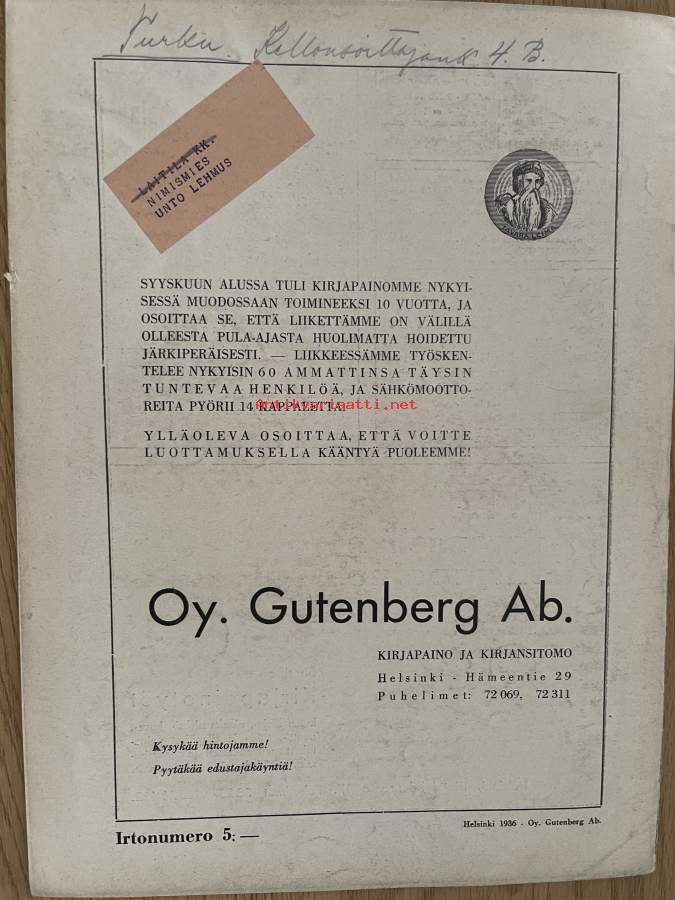 Turku. Kellonsoittajank 4. B.
LAITILA KK.
NIMISMIES
UNTO LEHMUS
SYYSKUUN ALUSSA TULI KIRJAPAINOMME NYKYI-
SESSÄ MUODOSSAAN TOIMINEEKSI 10 VUOTTA, JA
OSOITTAA SE, ETTÄ LIIKETTÄMME ON VÄLILLÄ
OLLEESTA PULA-AJASTA HUOLIMATTA HOIDETTU
JÄRKIPERÄISESTI. — LIIKKEESSÄMME TYÖSKEN-
TELEE NYKYISIN 60 AMMATTINSA TÄYSIN
TUNTEVAA HENKILÖÄ, JA SÄHKÖMOOTTO-
REITA PYÖRII 14 KAPPALETTA.
YLLÄOLEVA OSOITTAA, ETTÄ VOITTE
LUOTTAMUKSELLA KÄÄNTYÄ PUOLEEMME!
Oy. Gutenberg Ab.
KIRJAPAINO JA KIRJANSITOMO
Helsinki - Hämeentie 29
Puhelimet: 72 069, 72 311
Kysykää hintojamme!
Pyytäkää edustajakäyntiä!
Helsinki 1936 - Oy. Gutenberg Ab.
Irtonumero 5: —